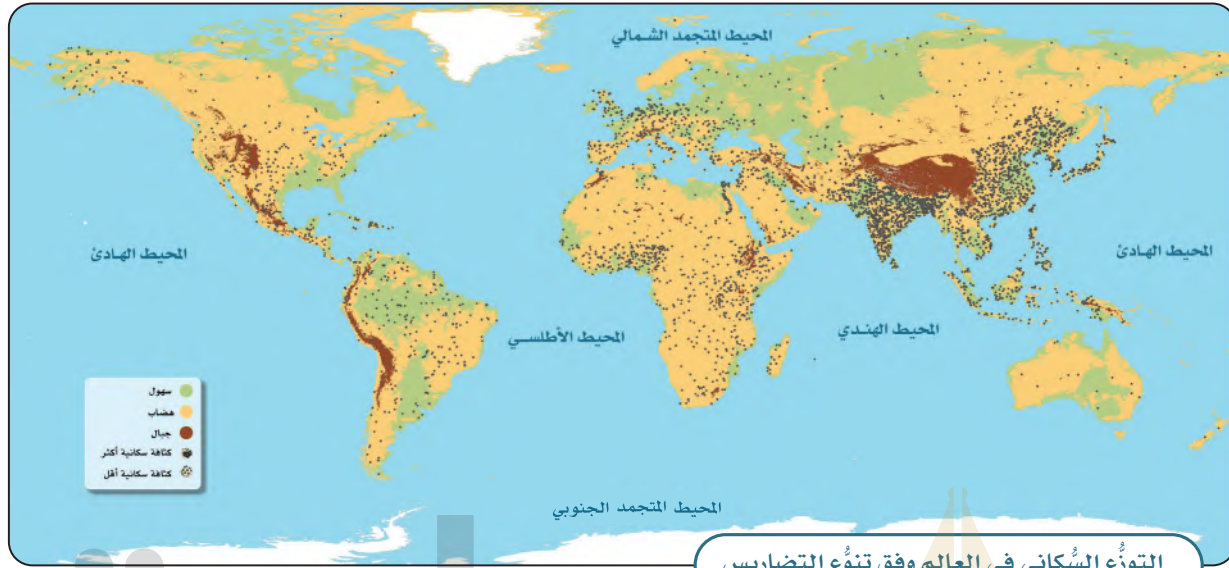 المحيط المتجمد الشمالي
المحيط الهادئ
المحيط الهادئ
المحيط الأطلسي
المحيط الهندي
سهول
هضاب
جبال
كثافة سكانية أكثر
كثافة سكانية أقل
المحيط المتجمد الجنوبي
التوزُّع السُّكاني في العالم وفق تنوُّع التضاريس